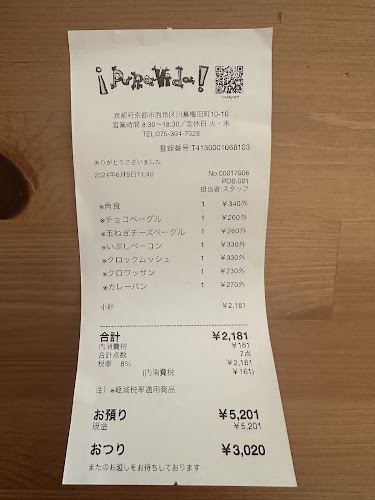 ¡PuRaVida!
京都府京都市西京区川島権田町10-10
営業時間 8:30～18:30／定休日 火・水
TEL:075-394-7028
登録番号:T4130001068103
ありがとうございました
2024年6月9日11:40 No.00017906
POS:001
担当者:スタッフ
※角食 1 ¥340外
※チョコベーグル 1 ¥260外
※玉ねぎチーズベーグル 1 ¥260外
※いぶしベーコン 1 ¥330外
※クロックムッシュ 1 ¥330外
※クロワッサン 1 ¥230外
※カレーパン 1 ¥270外
小計 ¥2,181
合計 ¥2,181
内消費税 ¥161
合計点数 7点
税率 8% ¥2,181
(内消費税 ¥161)
注）※軽減税率適用商品
お預り ¥5,201
現金 ¥5,201
おつり ¥3,020
またのお越しをお待ちしております